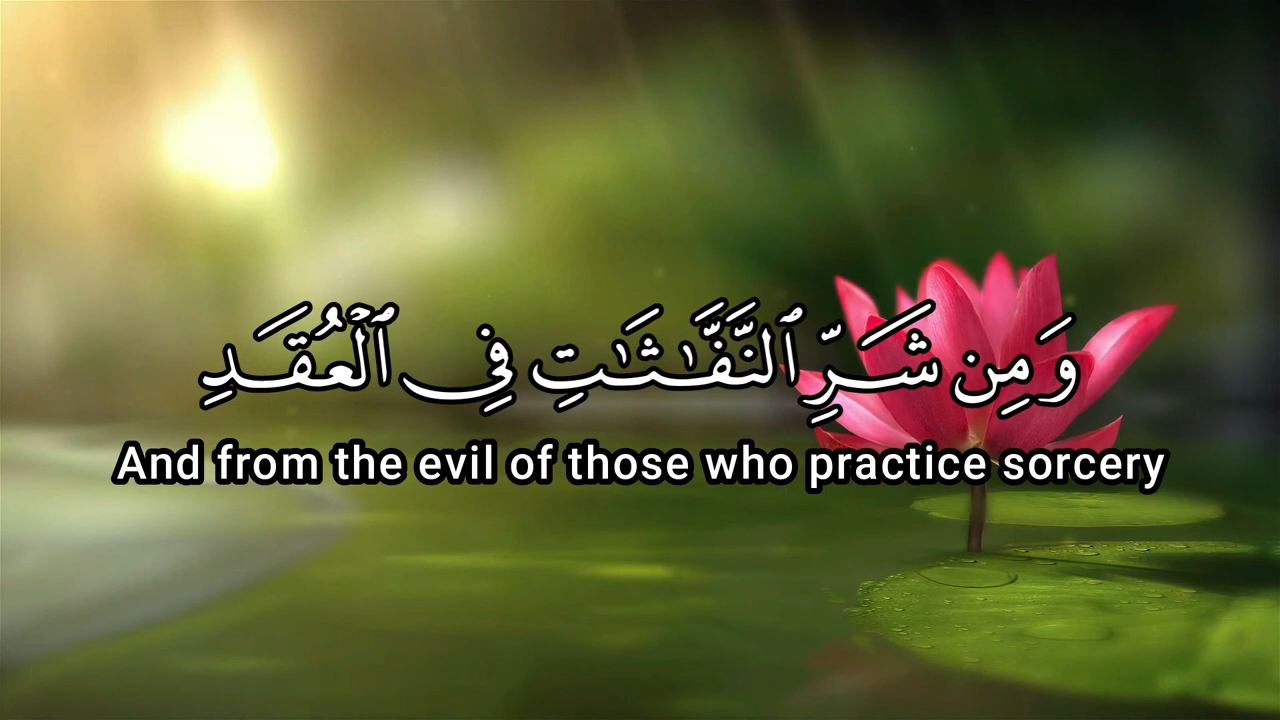 وَمِن شَرِّ ٱلنَّفَّٰثَٰتِ فِى ٱلْعُقَدِ
And from the evil of those who practice sorcery